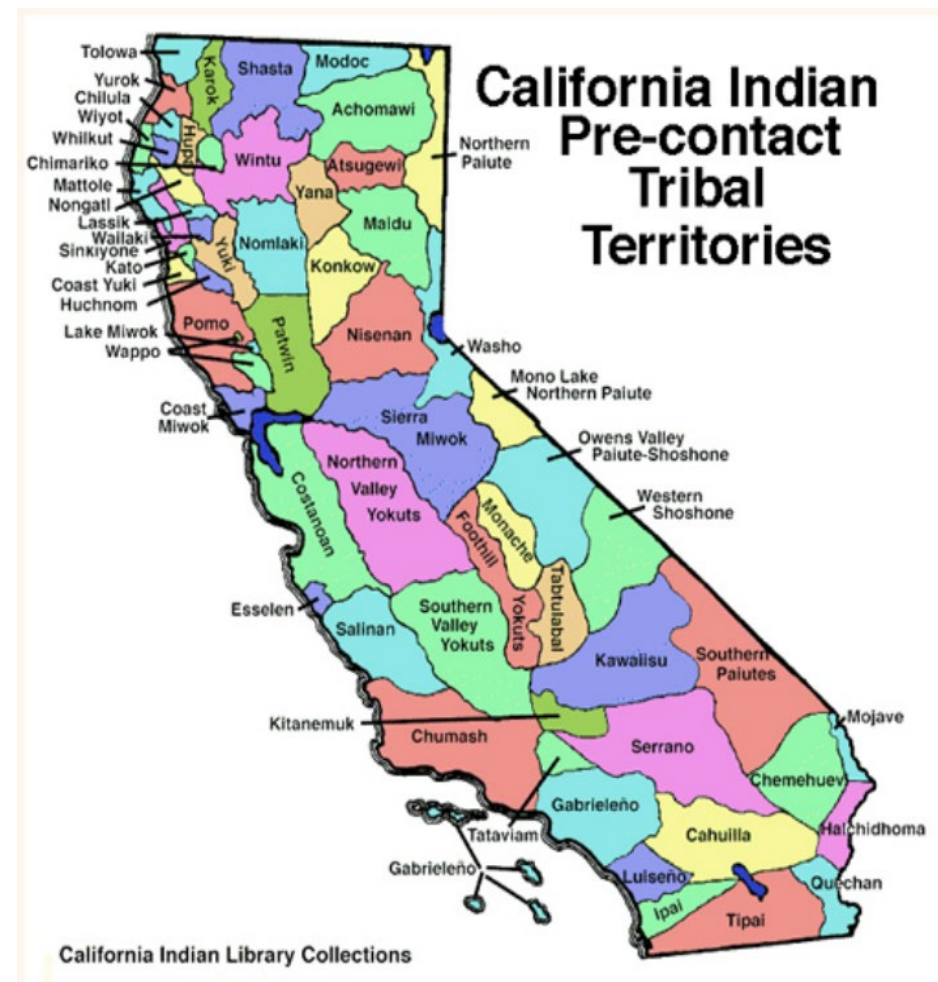 California Indian
Pre-contact
Tribal
Territories
Tolowa
Yurok
Chilula
Wiyot
Whilkut
Chimariko
Mattole
Nongatl
Lassik
Wailaki
Sinkiyone
Kato
Coast Yuki
Huchnom
Lake Miwok
Wappo
Coast
Miwok
Karok
Shasta
Modoc
Achomawi
Hupa
Wintu
Atsugewi
Yana
Northern
Paiute
Maidu
Yuki
Nomlaki
Konkow
Pomo
Patwin
Nisenan
Washo
Mono Lake
Northern Paiute
Sierra
Miwok
Owens Valley
Paiute-Shoshone
Northern
Valley
Yokuts
Costanoan
Western
Shoshone
Monache
Foothill
Yokuts
Tabtulabal
Esselen
Salinan
Southern
Valley
Yokuts
Kawaiisu
Southern
Paiutes
Kitanemuk
Chumash
Serrano
Mojave
Chemehuevi
Gabrieleño
Tataviam
Cahuilla
Halchidhoma
Gabrieleño
Luiseño
Quechan
Ipai
Tipai
California Indian Library Collections